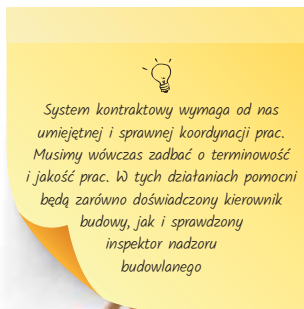 System kontraktowy wymaga od nas
umiejętnej i sprawnej koordynacji prac.
Musimy wówczas zadbać o terminowość
i jakość prac. W tych działaniach pomocni
będą zarówno doświadczony kierownik
budowy, jak i sprawdzony
inspektor nadzoru
budowlanego